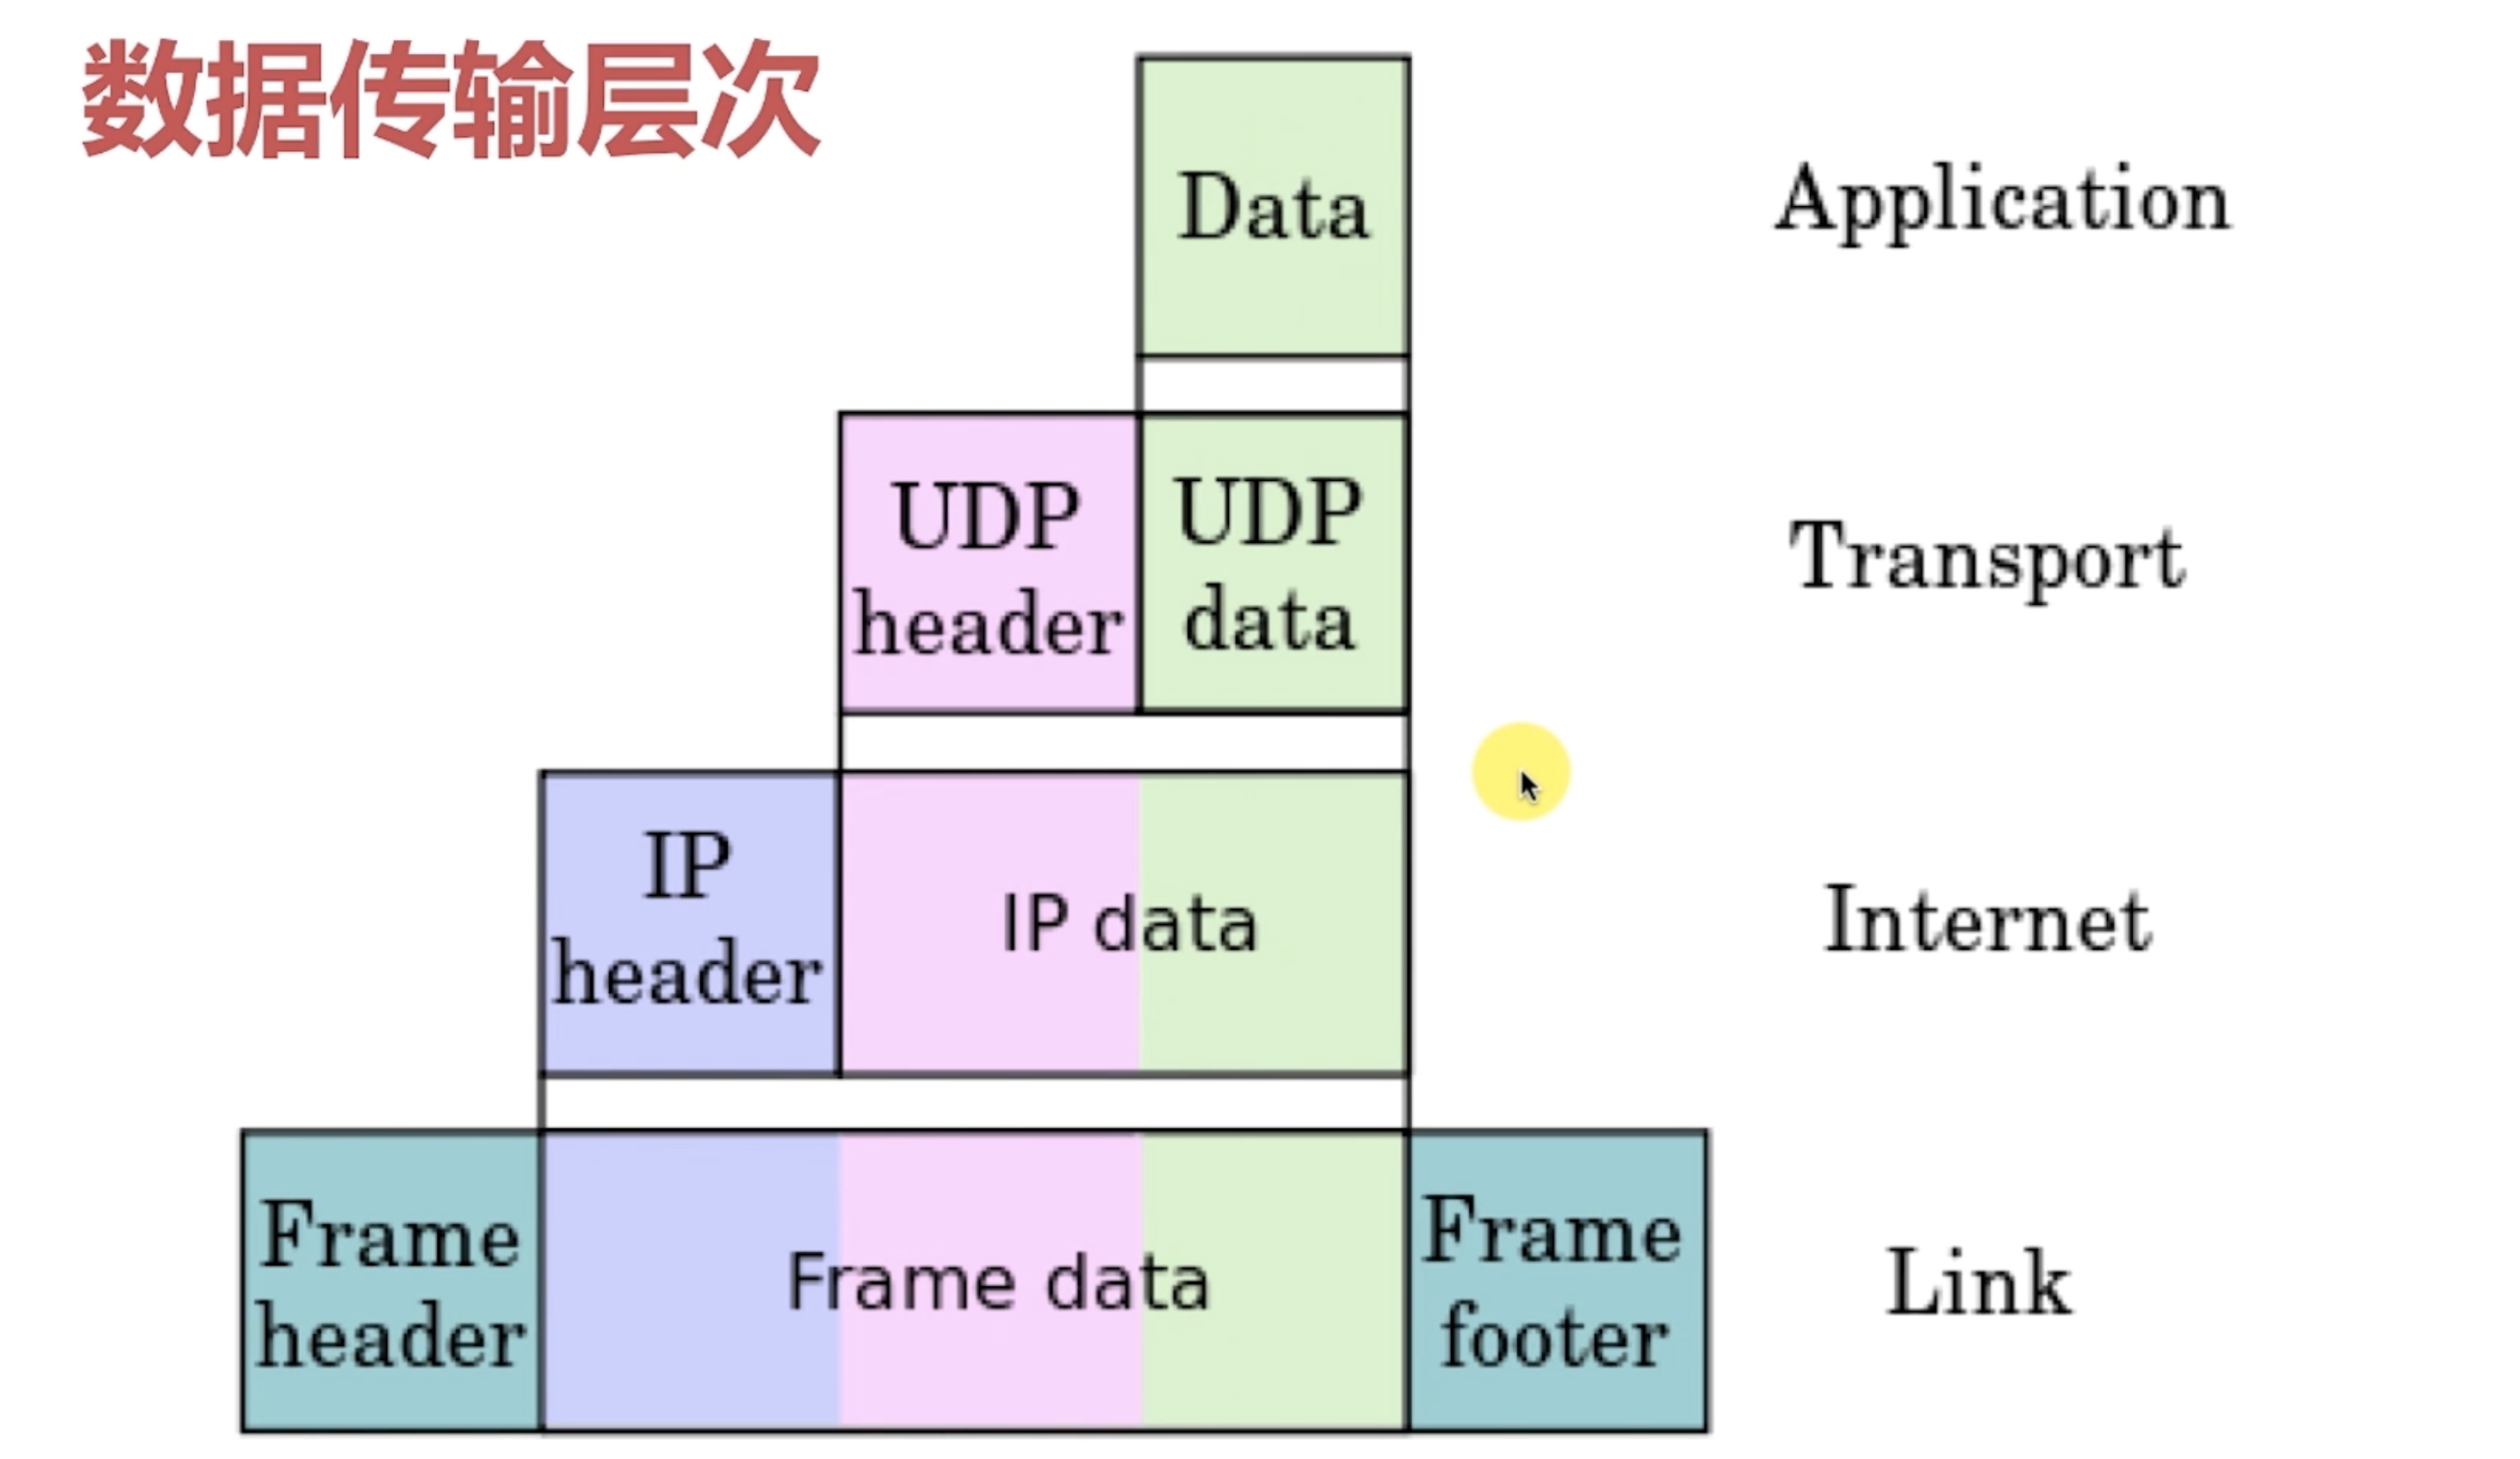 数据传输层次
Data
Application
UDP
header
UDP
data
Transport
IP
header
IP data
Internet
Frame
header
Frame data
Frame
footer
Link